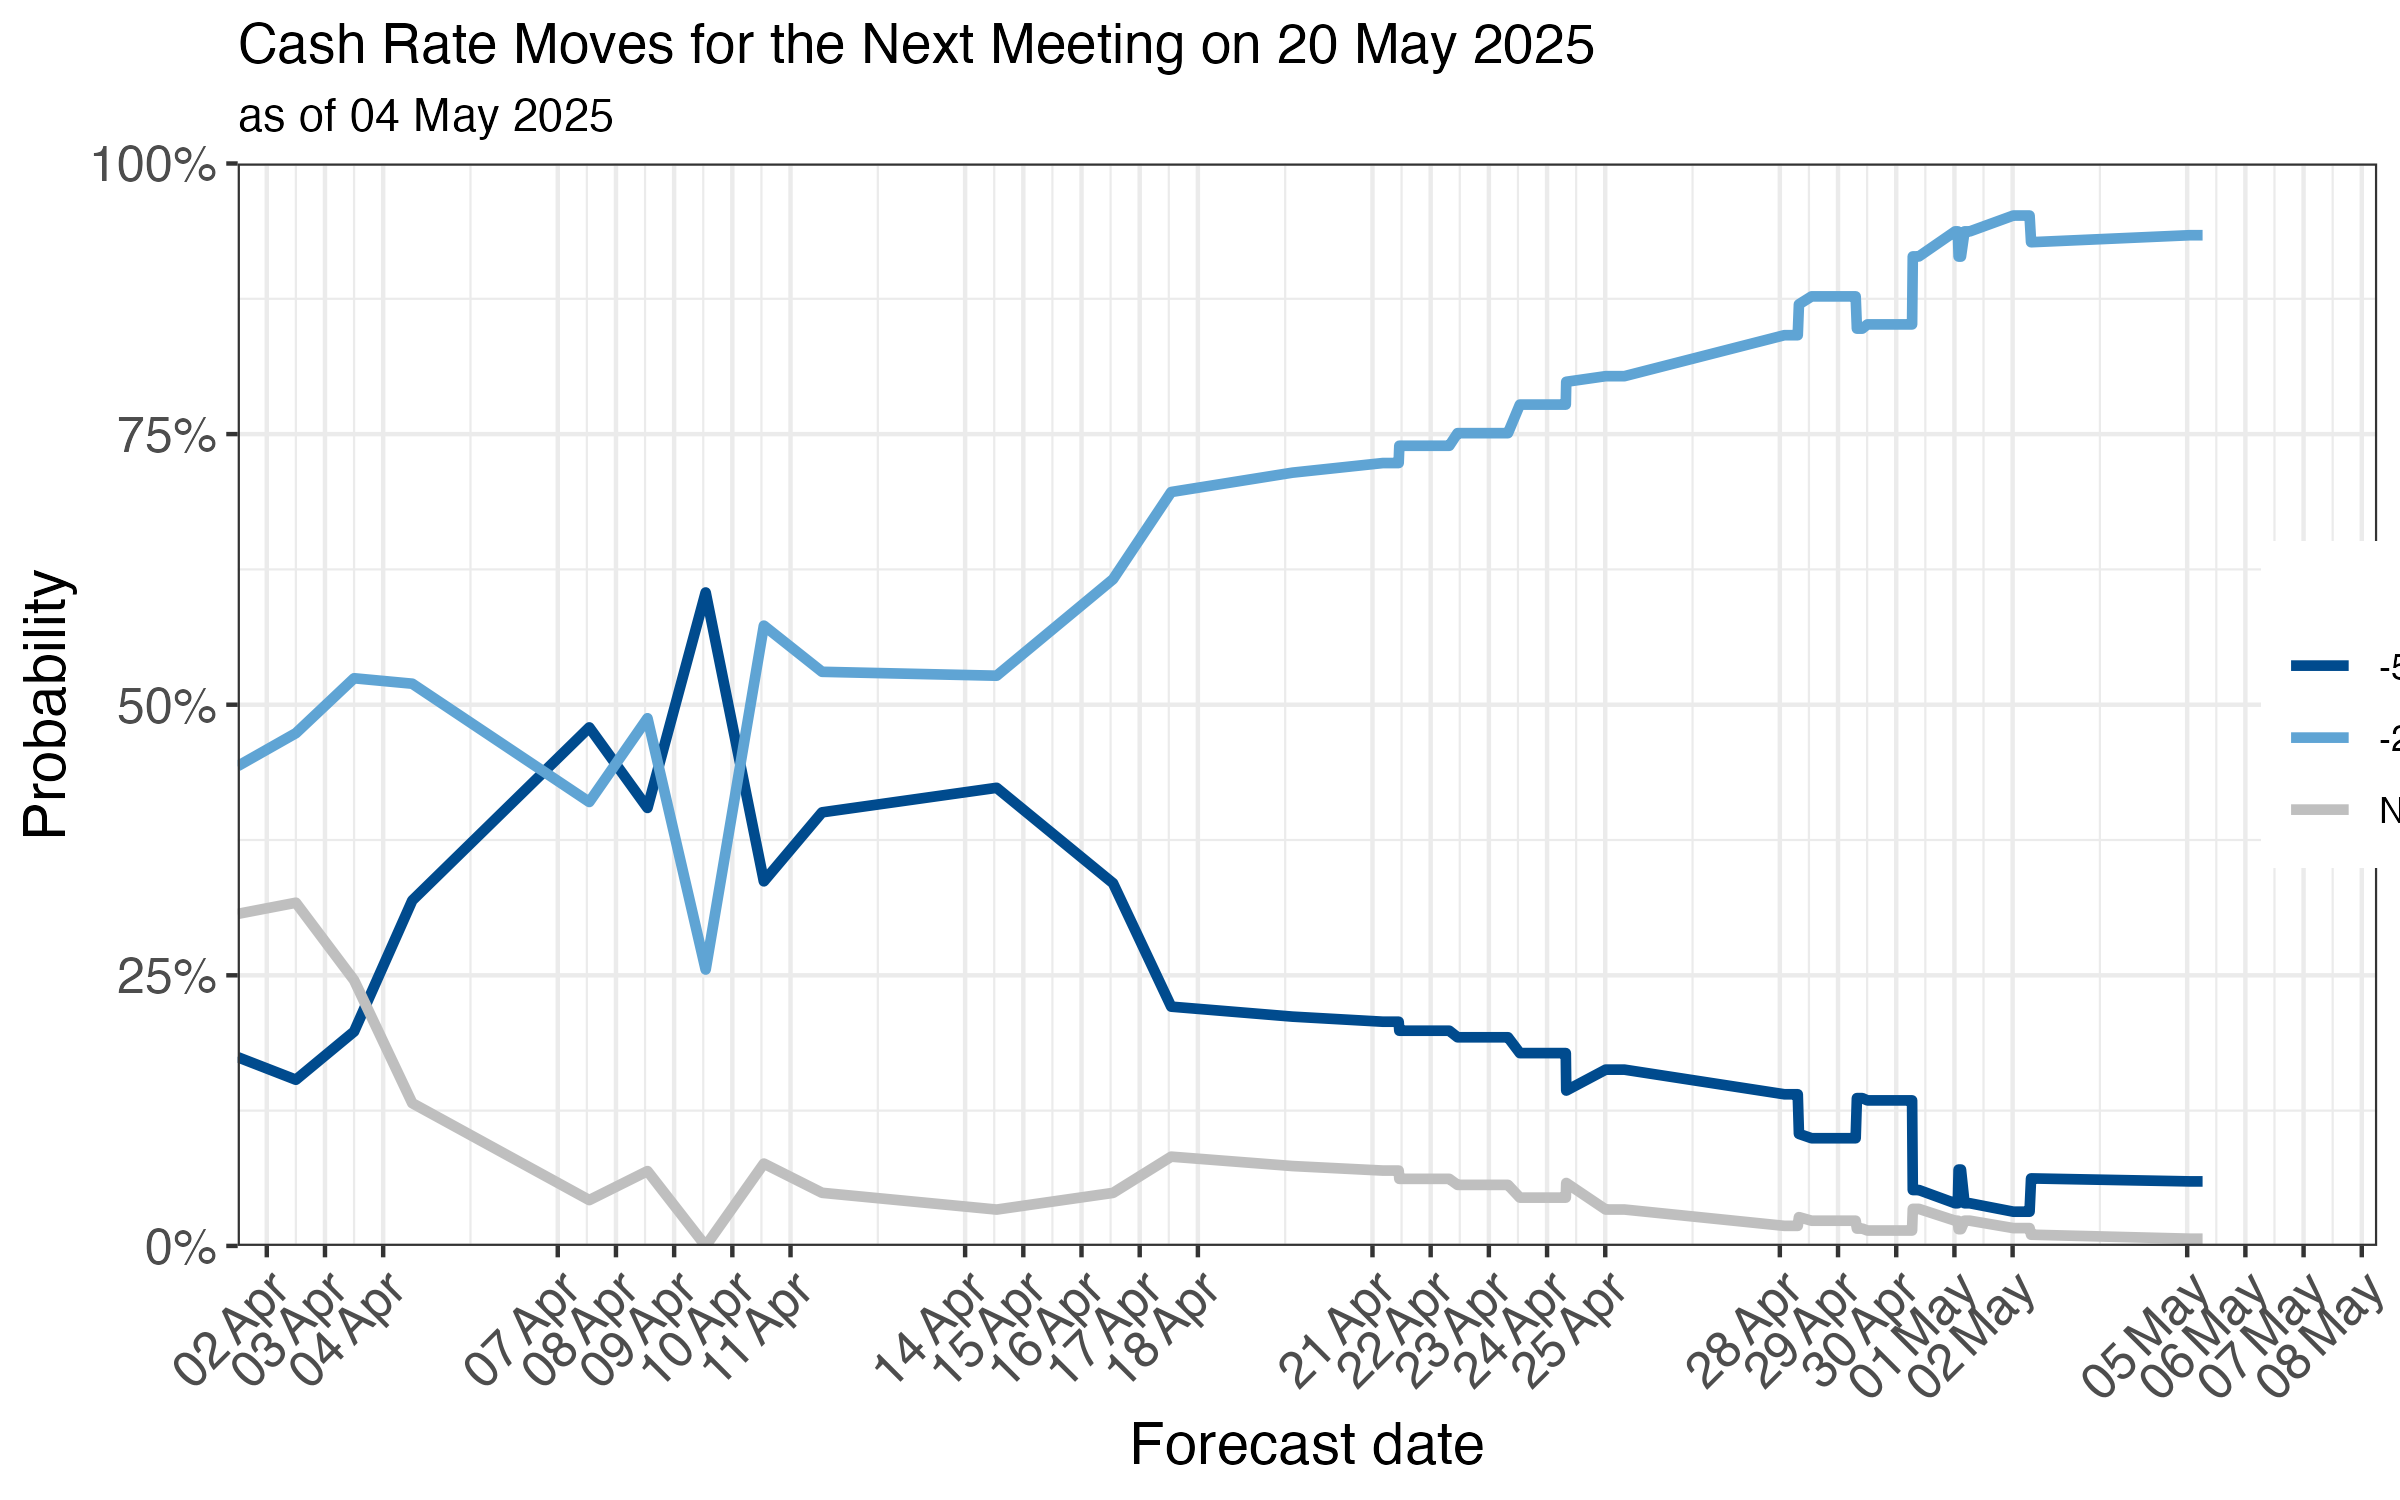 Cash Rate Moves for the Next Meeting on 20 May 2025
as of 04 May 2025
100%
75%
50%
25%
0%
Probability
-5
-2
N
02 Apr
03 Apr
04 Apr
07 Apr
08 Apr
09 Apr
10 Apr
11 Apr
14 Apr
15 Apr
16 Apr
17 Apr
18 Apr
21 Apr
22 Apr
23 Apr
24 Apr
25 Apr
28 Apr
29 Apr
30 Apr
01 May
02 May
05 May
06 May
07 May
08 May
Forecast date